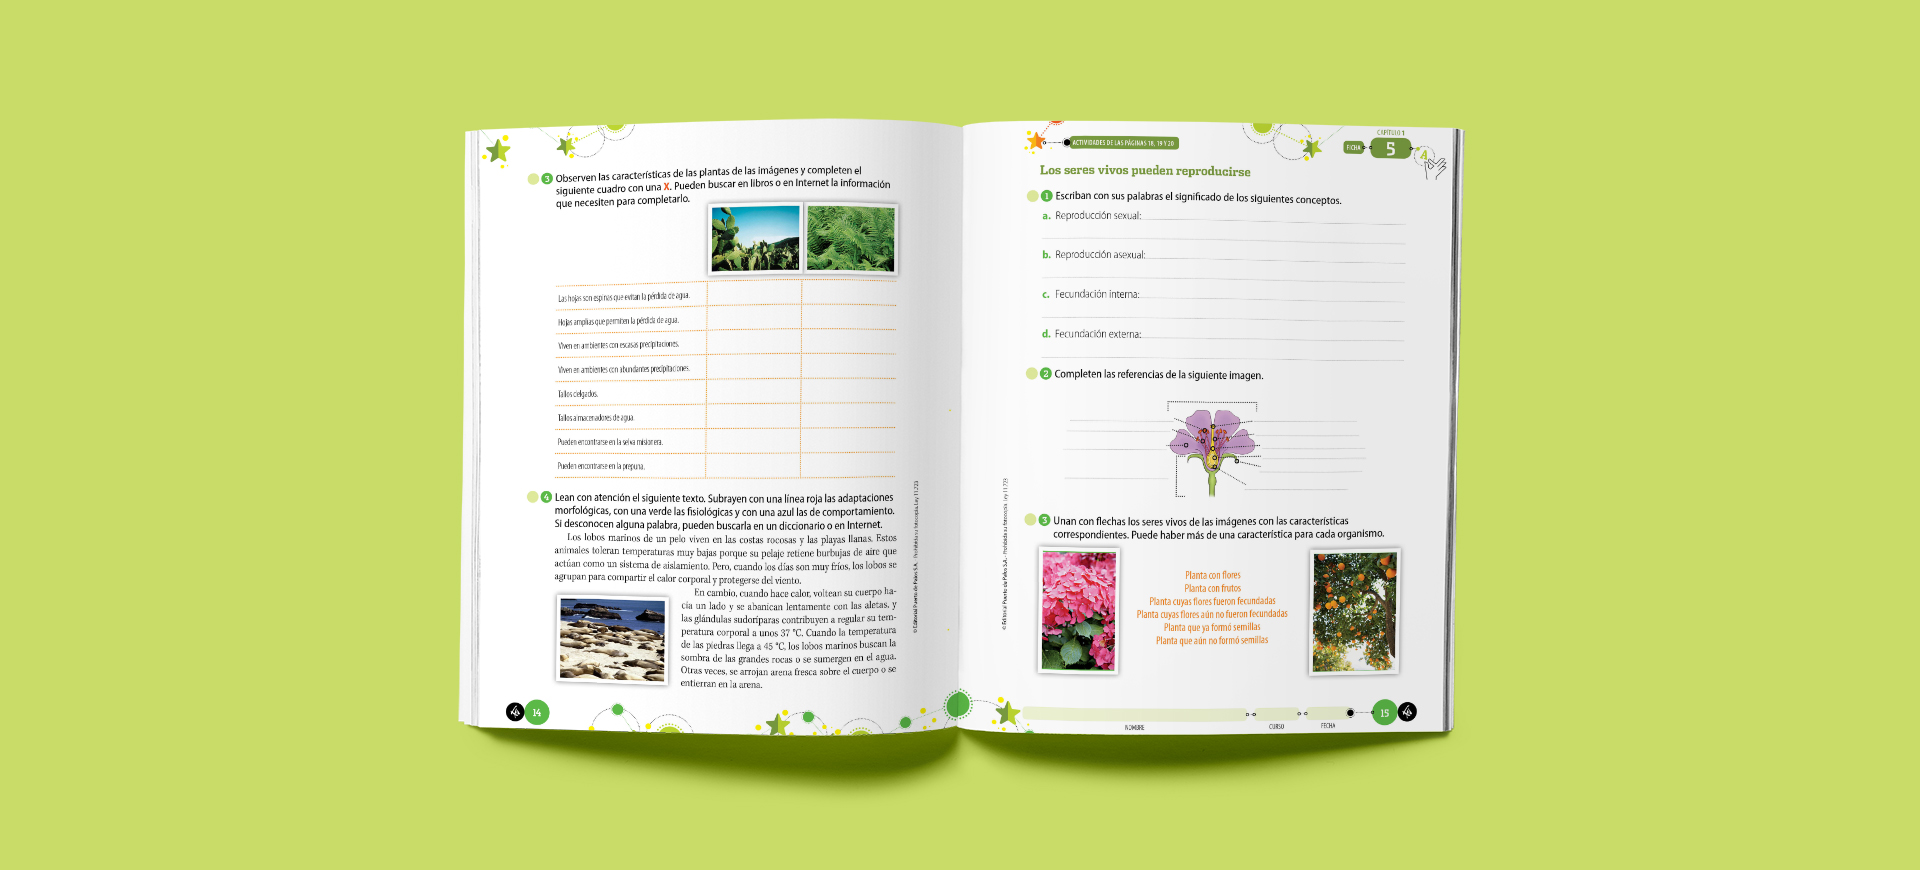 3 Observen las características de las plantas de las imágenes y completen el
siguiente cuadro con una X. Pueden buscar en libros o en Internet la información
que necesiten para completarlo.
Las hojas son espinas que evitan la pérdida de agua.
Hojas amplias que permiten la pérdida de agua.
Viven en ambientes con escasas precipitaciones.
Viven en ambientes con abundantes precipitaciones.
Tallos delgados.
Tallos almacenadores de agua.
Pueden encontrarse en la selva misionera.
Pueden encontrarse en la prepuna.
4 Lean con atención el siguiente texto. Subrayen con una línea roja las adaptaciones
morfológicas, con una verde las fisiológicas y con una azul las de comportamiento.
Si desconocen alguna palabra, pueden buscarla en un diccionario o en Internet.
Los lobos marinos de un pelo viven en las costas rocosas y las playas llanas. Estos
animales toleran temperaturas muy bajas porque su pelaje retiene burbujas de aire que
actúan como un sistema de aislamiento. Pero, cuando los días son muy fríos, los lobos se
agrupan para compartir el calor corporal y protegerse del viento.
En cambio, cuando hace calor, voltean su cuerpo ha-
cia un lado y se abanican lentamente con las aletas, y
las glándulas sudoríparas contribuyen a regular su tem-
peratura corporal a unos 37 °C. Cuando la temperatura
de las piedras llega a 45 °C, los lobos marinos buscan la
sombra de las grandes rocas o se sumergen en el agua.
Otras veces, se arrojan arena fresca sobre el cuerpo o se
entierran en la arena.
© Editorial Puerto de Palos S.A. - Prohibida su fotocopia. Ley 11.723
14
ACTIVIDADES DE LAS PÁGINAS 18, 19 Y 20
CAPÍTULO 1
FICHA 5
A
Los seres vivos pueden reproducirse
1 Escriban con sus palabras el significado de los siguientes conceptos.
a. Reproducción sexual:
b. Reproducción asexual:
c. Fecundación interna:
d. Fecundación externa:
2 Completen las referencias de la siguiente imagen.
3 Unan con flechas los seres vivos de las imágenes con las características
correspondientes. Puede haber más de una característica para cada organismo.
Planta con flores
Planta con frutos
Planta cuyas flores fueron fecundadas
Planta cuyas flores aún no fueron fecundadas
Planta que ya formó semillas
Planta que aún no formó semillas
© Editorial Puerto de Palos S.A. - Prohibida su fotocopia. Ley 11.723
NOMBRE
CURSO
FECHA
15